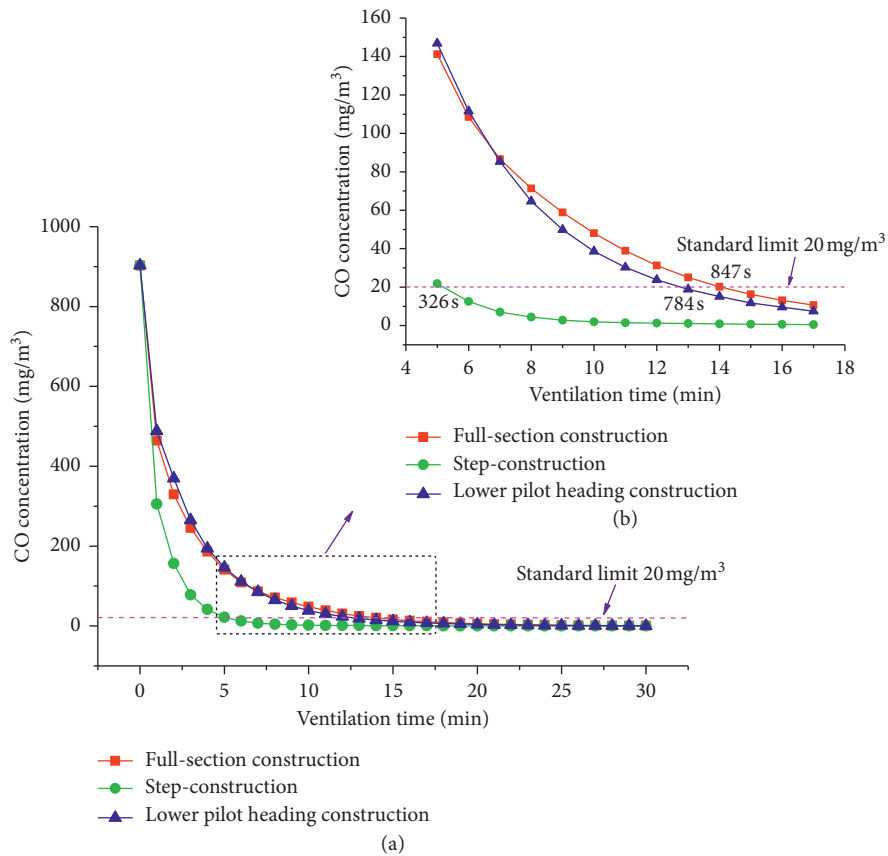 160
140
120
100
80
60
40
20
0
CO concentration (mg/m³)
Standard limit 20 mg/m³
847 s
784 s
326 s
4 6 8 10 12 14 16 18
Ventilation time (min)
Full-section construction
Step-construction
Lower pilot heading construction
(b)
1000
800
600
400
200
0
CO concentration (mg/m³)
Standard limit 20 mg/m³
0 5 10 15 20 25 30
Ventilation time (min)
Full-section construction
Step-construction
Lower pilot heading construction
(a)